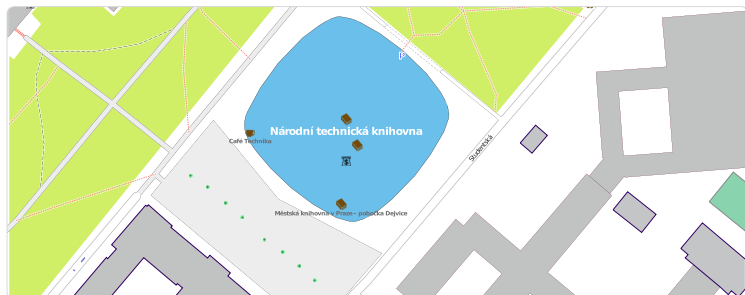 Národní technická knihovna
Café Technika
Studentská
Městská knihovna v Praze - pobočka Dejvice